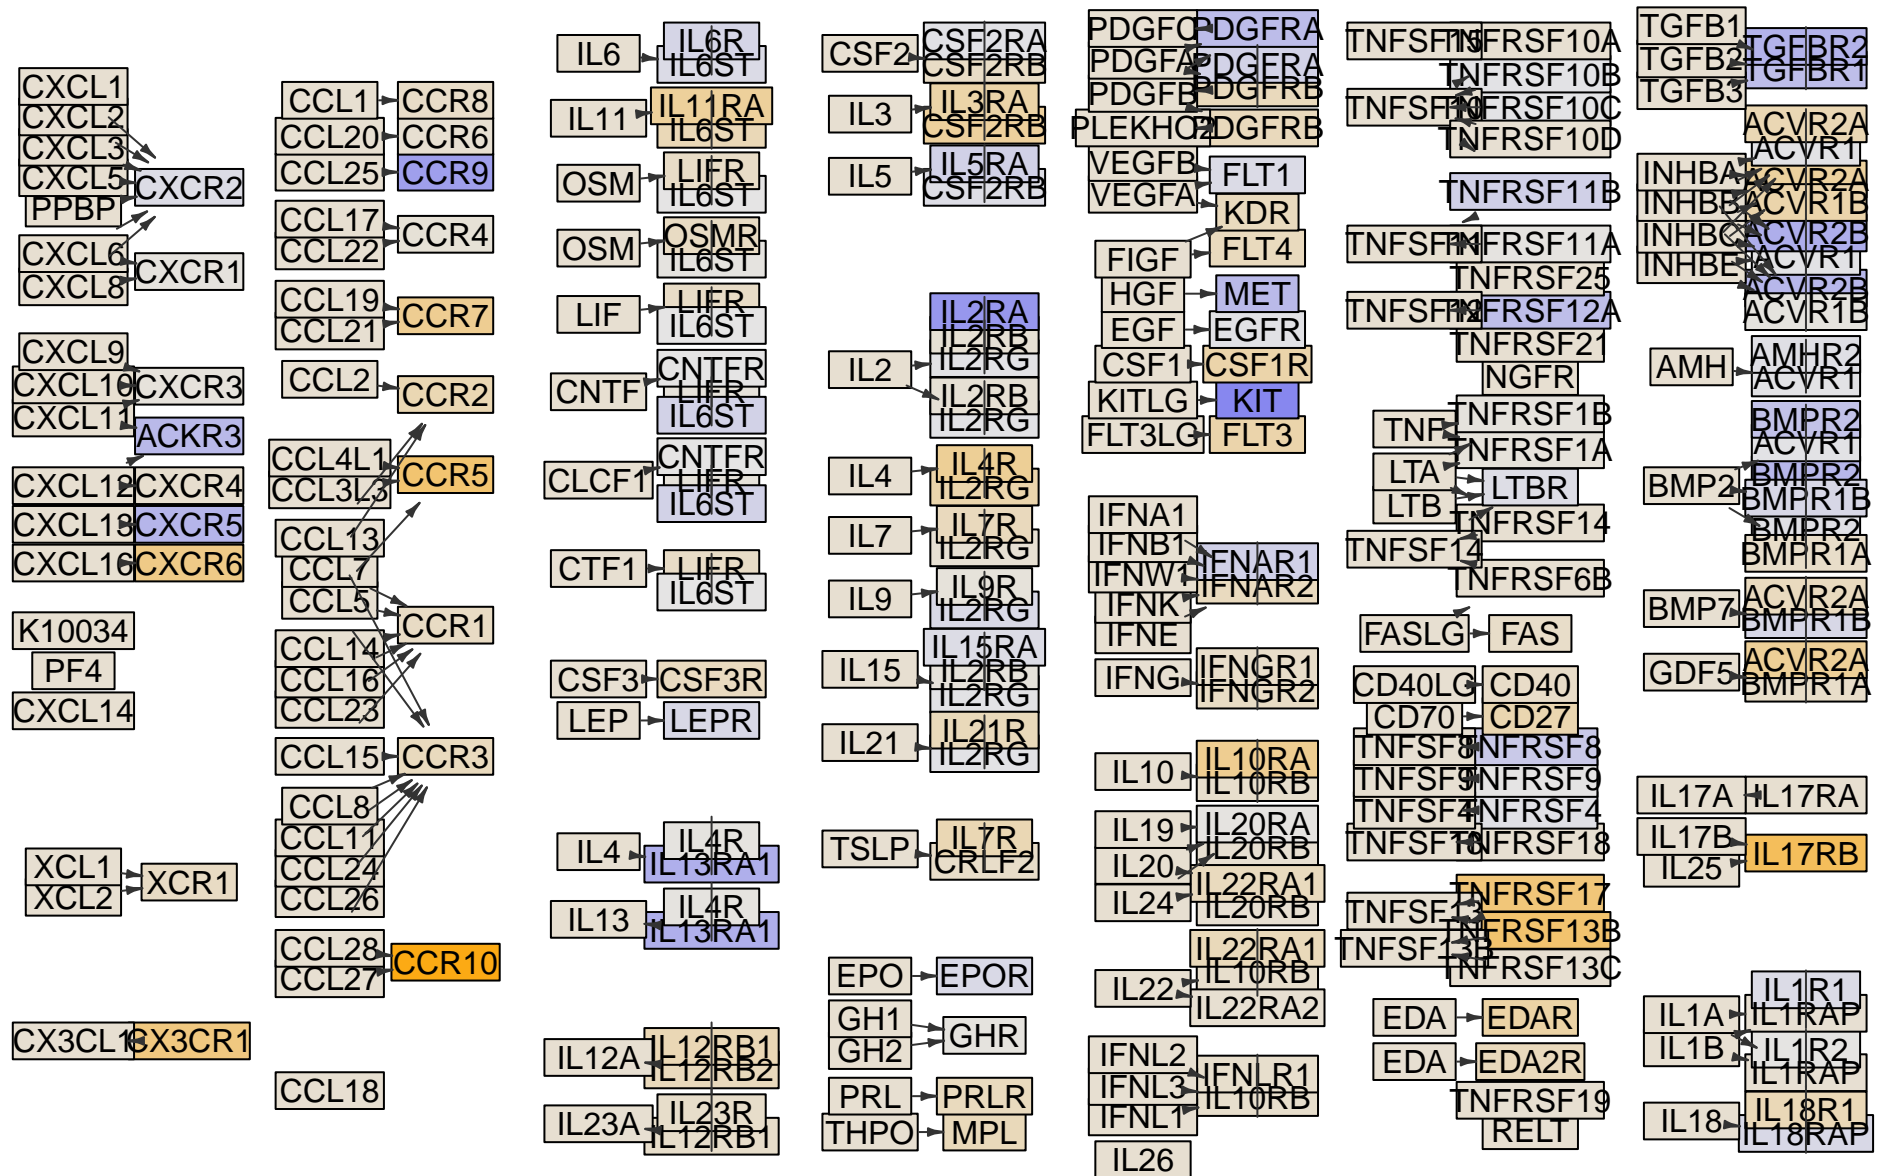 CXCL1
CXCL2
CXCL3
CXCL5
PPBP
CXCR2
CXCL6
CXCL8
CXCR1
CXCL9
CXCL10
CXCL11
CXCR3
ACKR3
CXCL12
CXCR4
CXCL13
CXCR5
CXCL16
CXCR6
K10034
PF4
CXCL14
XCL1
XCL2
XCR1
CX3CL1
CX3CR1
CCL1
CCR8
CCL20
CCR6
CCL25
CCR9
CCL17
CCL22
CCR4
CCL19
CCL21
CCR7
CCL2
CCR2
CCL4L1
CCL3L3
CCR5
CCL13
CCL7
CCL5
CCR1
CCL14
CCL16
CCL23
CCL15
CCR3
CCL8
CCL11
CCL24
CCL26
CCL28
CCL27
CCR10
CCL18
IL6
IL6R
IL6ST
IL11
IL11RA
IL6ST
OSM
LIFR
IL6ST
OSM
OSMR
IL6ST
LIF
LIFR
IL6ST
CNTF
CNTFR
LIFR
IL6ST
CLCF1
CNTFR
LIFR
IL6ST
CTF1
LIFR
IL6ST
CSF3
CSF3R
LEP
LEPR
IL4
IL4R
IL13RA1
IL13
IL4R
IL13RA1
IL12A
IL12RB1
IL12RB2
IL23A
IL23R
IL12RB1
CSF2
CSF2RA
CSF2RB
IL3
IL3RA
CSF2RB
IL5
IL5RA
CSF2RB
IL2
IL2RA
IL2RB
IL2RG
IL2RB
IL2RG
IL4
IL4R
IL2RG
IL7
IL7R
IL2RG
IL9
IL9R
IL2RG
IL15
IL15RA
IL2RB
IL2RG
IL21
IL21R
IL2RG
TSLP
IL7R
CRLF2
EPO
EPOR
GH1
GH2
GHR
PRL
PRLR
THPO
MPL
PDGFC
PDGFRA
PDGFA
PDGFRA
PDGFB
PDGFRB
PLEKHO2
PDGFRB
VEGFB
VEGFA
FLT1
KDR
FLT4
FIGF
HGF
MET
EGF
EGFR
CSF1
CSF1R
KITLG
KIT
FLT3LG
FLT3
IFNA1
IFNB1
IFNW1
IFNK
IFNE
IFNAR1
IFNAR2
IFNG
IFNGR1
IFNGR2
IL10
IL10RA
IL10RB
IL19
IL20
IL24
IL20RA
IL20RB
IL22RA1
IL20RB
IL22
IL22RA1
IL10RB
IL22RA2
IFNL2
IFNL3
IFNL1
IFNLR1
IL10RB
IL26
TNFSF15
TNFRSF10A
TNFRSF10B
TNFSF10
TNFRSF10C
TNFRSF10D
TNFRSF11B
TNFSF11
TNFRSF11A
TNFRSF25
TNFSF12
TNFRSF12A
TNFRSF21
NGFR
TNFRSF1B
TNF
TNFRSF1A
LTA
LTB
LTBR
TNFRSF14
TNFSF14
TNFRSF6B
FASLG
FAS
CD40LG
CD40
CD70
CD27
TNFSF8
TNFRSF8
TNFSF9
TNFRSF9
TNFSF4
TNFRSF4
TNFSF18
TNFRSF18
TNFRSF17
TNFSF13
TNFRSF13B
TNFSF13B
TNFRSF13C
EDA
EDAR
EDA
EDA2R
TNFRSF19
RELT
TGFB1
TGFB2
TGFB3
TGFBR2
TGFBR1
ACVR2A
ACVR1
INHBA
ACVR2A
INHBB
ACVR1B
INHBC
ACVR2B
INHBE
ACVR1
ACVR2B
ACVR1B
AMH
AMHR2
ACVR1
BMPR2
ACVR1
BMP2
BMPR2
BMPR1B
BMPR2
BMPR1A
BMP7
ACVR2A
BMPR1B
GDF5
ACVR2A
BMPR1A
IL17A
IL17RA
IL17B
IL25
IL17RB
IL1A
IL1B
IL1R1
IL1RAP
IL1R2
IL1RAP
IL18
IL18R1
IL18RAP